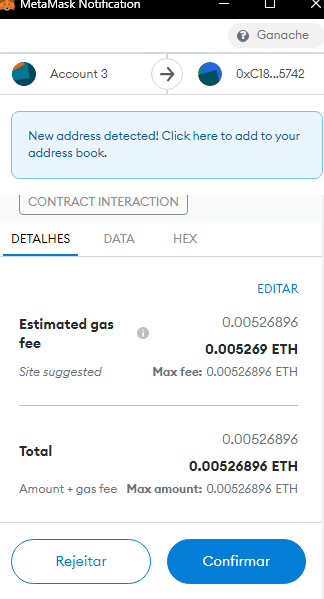 MetaMask Notification
Ganache
Account 3
0xC18...5742
New address detected! Click here to add to your
address book.
CONTRACT INTERACTION
DETALHES DATA HEX
EDITAR
Estimated gas
fee
0.00526896
0.005269 ETH
Site suggested Max fee: 0.00526896 ETH
0.00526896
Total
0.00526896 ETH
Amount + gas fee Max amount: 0.00526896 ETH
Rejeitar Confirmar